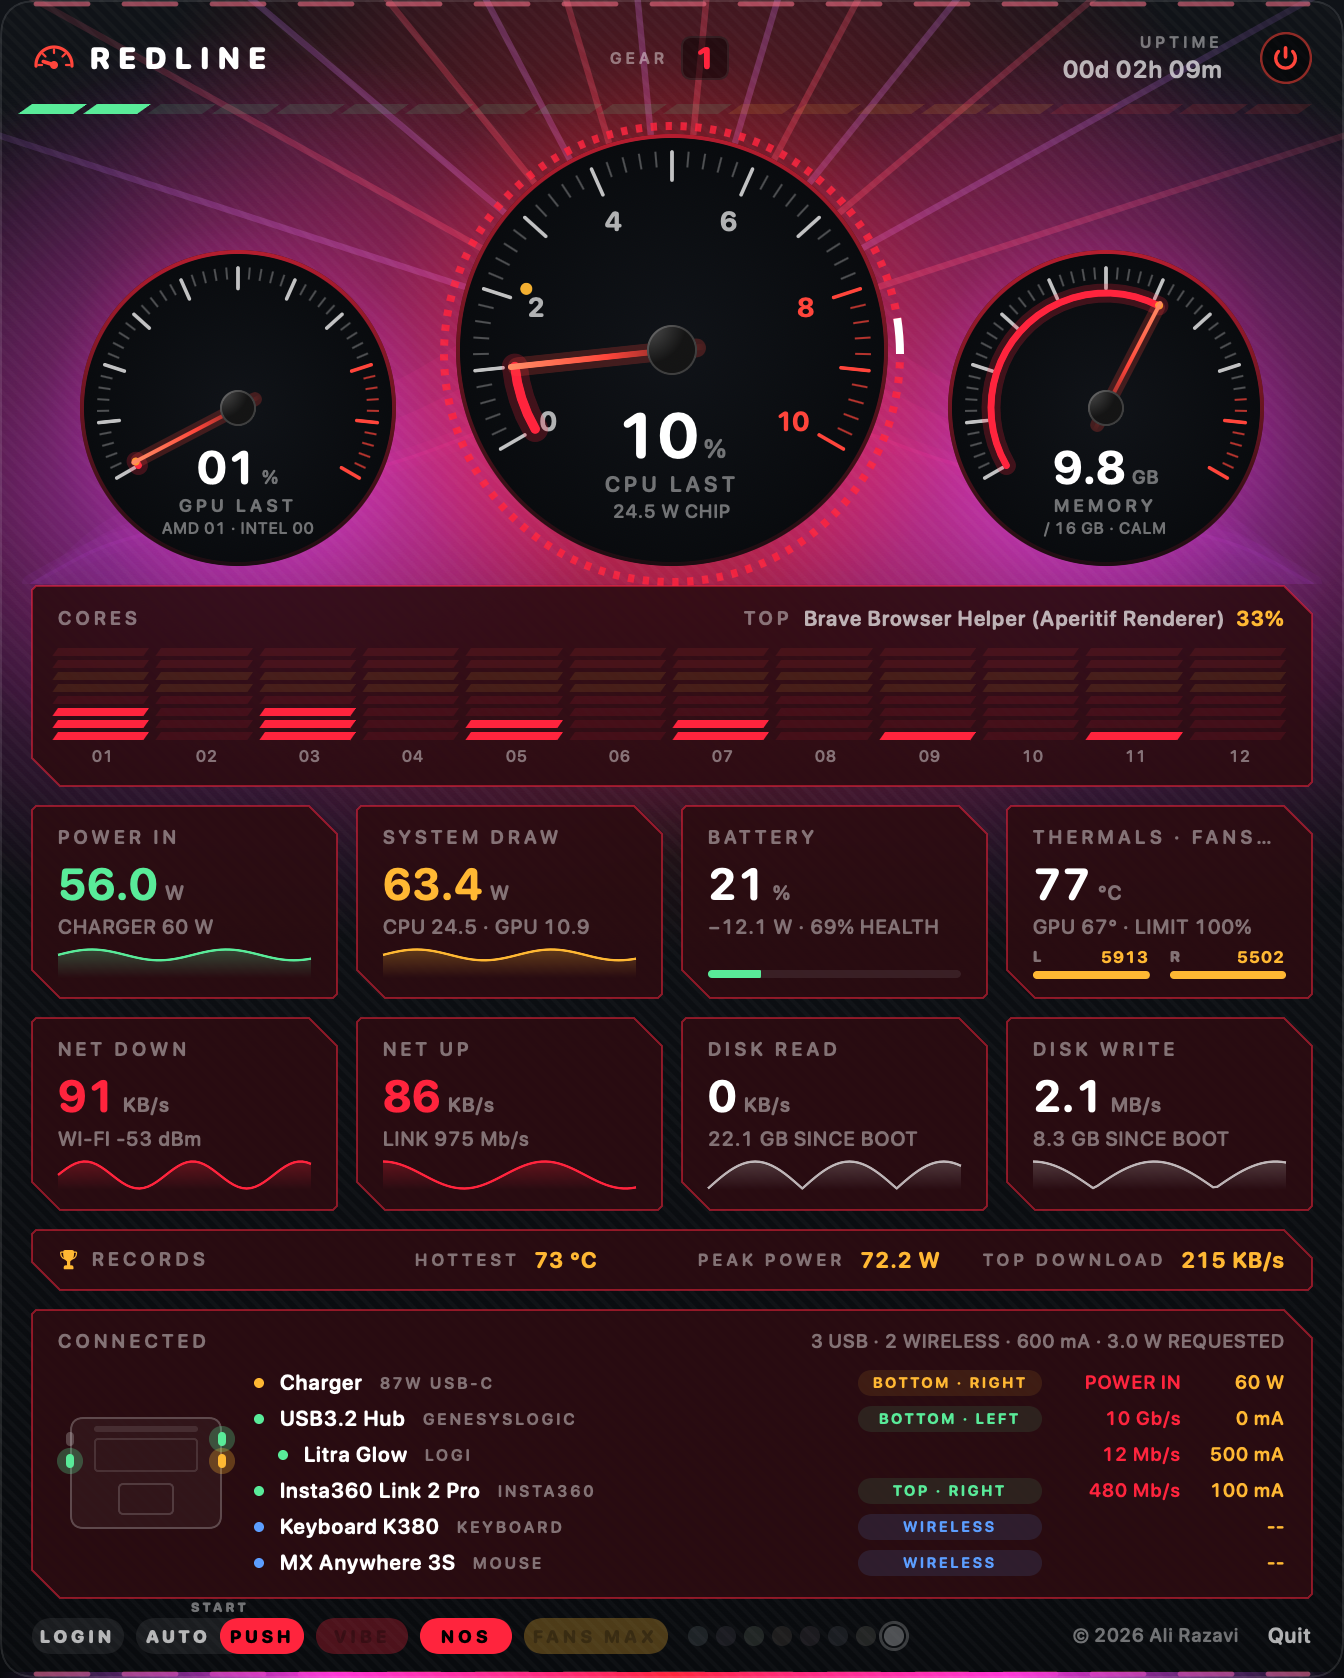 REDLINE
GEAR 1
UPTIME
00d 02h 09m
4 6
2 8
0 10
10 %
CPU LAST
24.5 W CHIP
01 %
GPU LAST
AMD 01 · INTEL 00
9.8 GB
MEMORY
/ 16 GB · CALM
CORES TOP Brave Browser Helper (Aperitif Renderer) 33%
01 02 03 04 05 06 07 08 09 10 11 12
POWER IN
56.0 W
CHARGER 60 W
SYSTEM DRAW
63.4 W
CPU 24.5 · GPU 10.9
BATTERY
21 %
−12.1 W · 69% HEALTH
THERMALS · FANS...
77 °C
GPU 67° · LIMIT 100%
L 5913 R 5502
NET DOWN
91 KB/s
WI-FI -53 dBm
NET UP
86 KB/s
LINK 975 Mb/s
DISK READ
0 KB/s
22.1 GB SINCE BOOT
DISK WRITE
2.1 MB/s
8.3 GB SINCE BOOT
RECORDS HOTTEST 73 °C PEAK POWER 72.2 W TOP DOWNLOAD 215 KB/s
CONNECTED 3 USB · 2 WIRELESS · 600 mA · 3.0 W REQUESTED
Charger 87W USB-C BOTTOM · RIGHT POWER IN 60 W
USB3.2 Hub GENESYSLOGIC BOTTOM · LEFT 10 Gb/s 0 mA
Litra Glow LOGI 12 Mb/s 500 mA
Insta360 Link 2 Pro INSTA360 TOP · RIGHT 480 Mb/s 100 mA
Keyboard K380 KEYBOARD WIRELESS --
MX Anywhere 3S MOUSE WIRELESS --
START
LOGIN AUTO PUSH VIBE NOS FANS MAX © 2026 Ali Razavi Quit